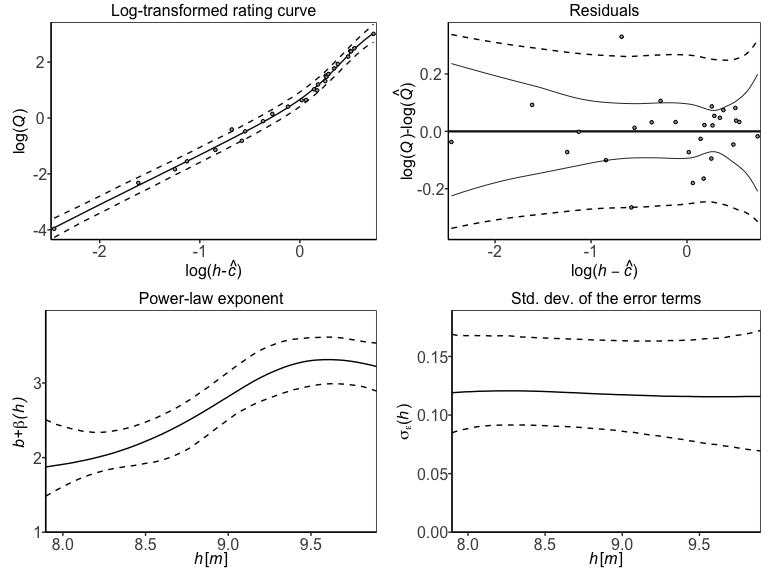 Log-transformed rating curve
log(Q)
2
0
-2
-4
-2
-1
0
log(h-ĉ)
Residuals
log(Q)-log(Q̂)
0.2
0.0
-0.2
-2
-1
0
log(h − ĉ)
Power-law exponent
b+β(h)
3
2
1
8.0
8.5
9.0
9.5
h[m]
Std. dev. of the error terms
σε(h)
0.15
0.10
0.05
0.00
8.0
8.5
9.0
9.5
h[m]